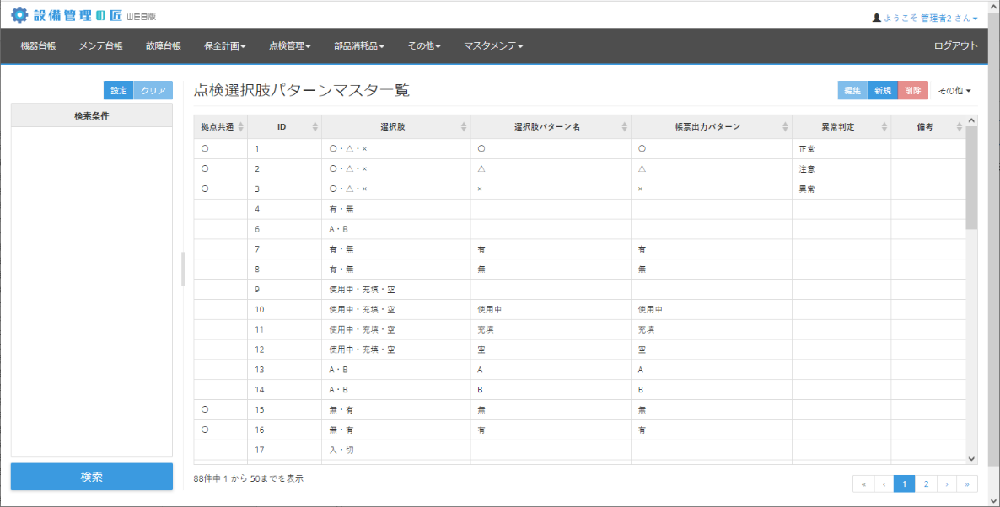 設備管理の匠 山田日版
ようこそ 管理者2 さん
機器台帳 メンテ台帳 故障台帳 保全計画 点検管理 部品消耗品 その他 マスタメンテ ログアウト
設定 クリア
検索条件
検索
点検選択肢パターンマスタ一覧
編集 新規 削除 その他
拠点共通 ID 選択肢 選択肢パターン名 帳票出力パターン 異常判定 備考
○ 1 ○・△・× ○ ○ 正常
○ 2 ○・△・× △ △ 注意
○ 3 ○・△・× × × 異常
4 有・無
6 A・B
7 有・無 有 有
8 有・無 無 無
9 使用中・充填・空
10 使用中・充填・空 使用中 使用中
11 使用中・充填・空 充填 充填
12 使用中・充填・空 空 空
13 A・B A A
14 A・B B B
○ 15 無・有 無 無
○ 16 無・有 有 有
17 入・切
88件中 1 から 50までを表示
« ‹ 1 2 › »